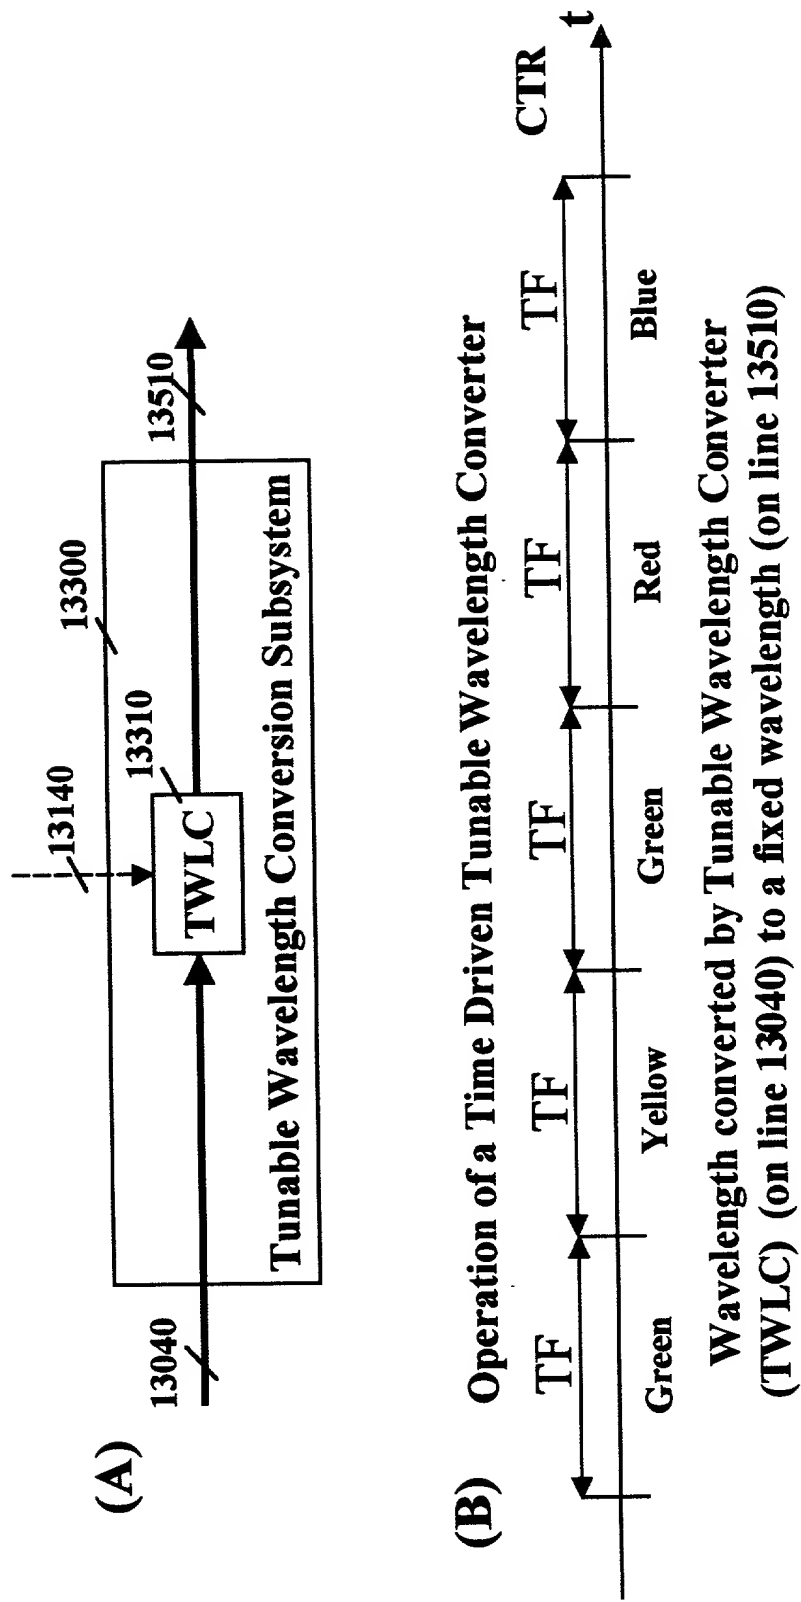 (A)
13040
13140
13310
13300
13510
TWLC
Tunable Wavelength Conversion Subsystem
(B) Operation of a Time Driven Tunable Wavelength Converter
TF TF TF TF TF CTR
t
Green Yellow Green Red Blue
Wavelength converted by Tunable Wavelength Converter
(TWLC) (on line 13040) to a fixed wavelength (on line 13510)